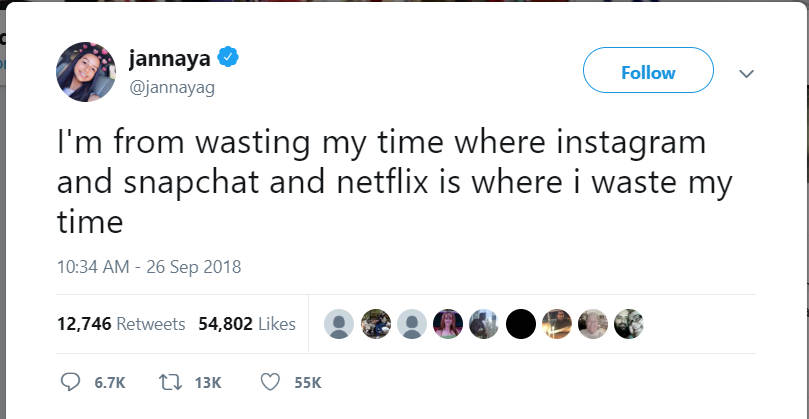 jannaya
@jannayag
Follow
I'm from wasting my time where instagram
and snapchat and netflix is where i waste my
time
10:34 AM - 26 Sep 2018
12,746 Retweets 54,802 Likes
6.7K 13K 55K